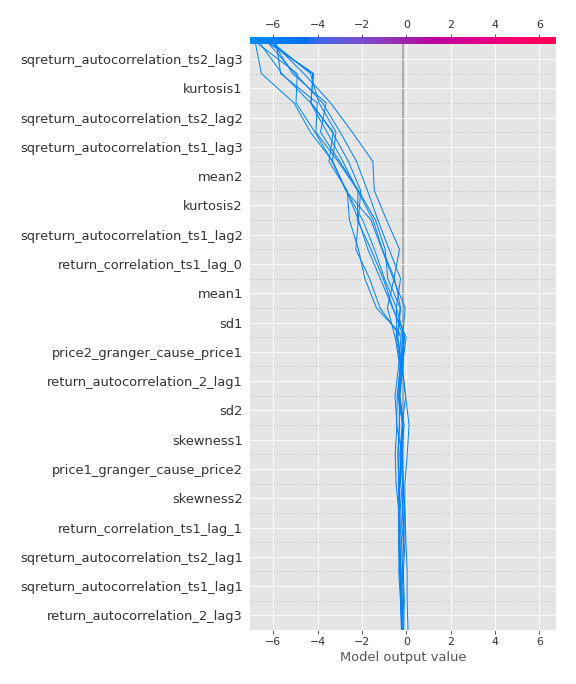 −6 −4 −2 0 2 4 6
sqreturn_autocorrelation_ts2_lag3
kurtosis1
sqreturn_autocorrelation_ts2_lag2
sqreturn_autocorrelation_ts1_lag3
mean2
kurtosis2
sqreturn_autocorrelation_ts1_lag2
return_correlation_ts1_lag_0
mean1
sd1
price2_granger_cause_price1
return_autocorrelation_2_lag1
sd2
skewness1
price1_granger_cause_price2
skewness2
return_correlation_ts1_lag_1
sqreturn_autocorrelation_ts2_lag1
sqreturn_autocorrelation_ts1_lag1
return_autocorrelation_2_lag3
−6 −4 −2 0 2 4 6
Model output value